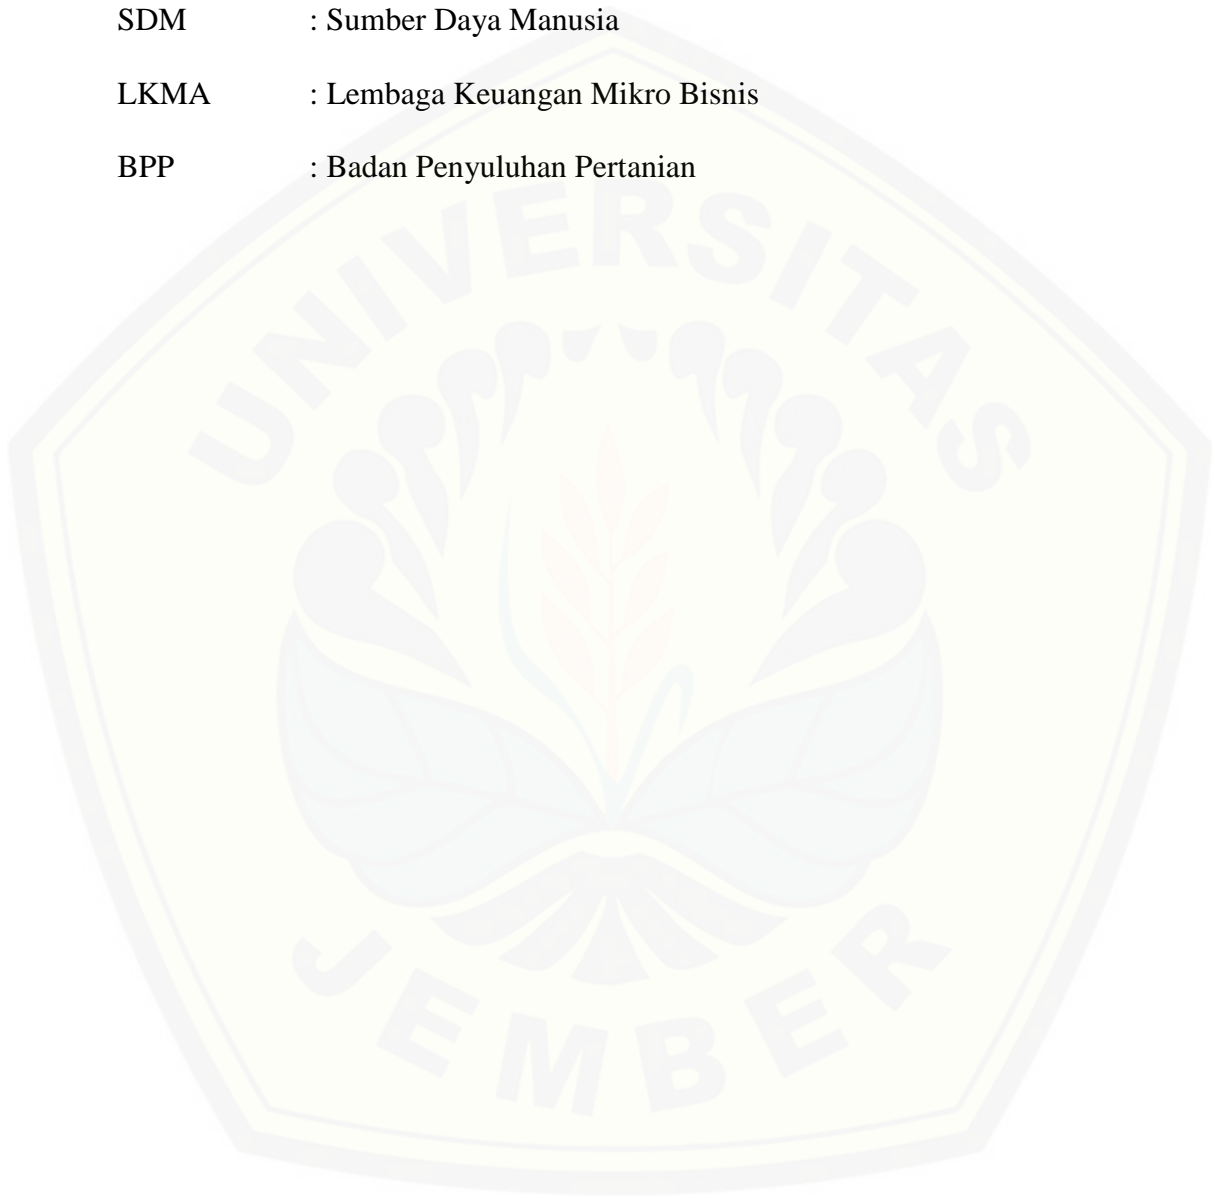 SDM : Sumber Daya Manusia
LKMA : Lembaga Keuangan Mikro Bisnis
BPP : Badan Penyuluhan Pertanian
UNIVERSITAS
JEMBER